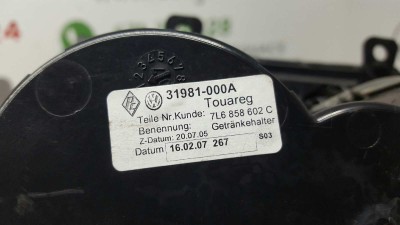 2345678
31981-000A
Touareg
Teile Nr.Kunde: 7L6 858 602 C
Benennung: Getränkehalter
Z-Datum: 20.07.05 S03
Datum 16.02.07 267